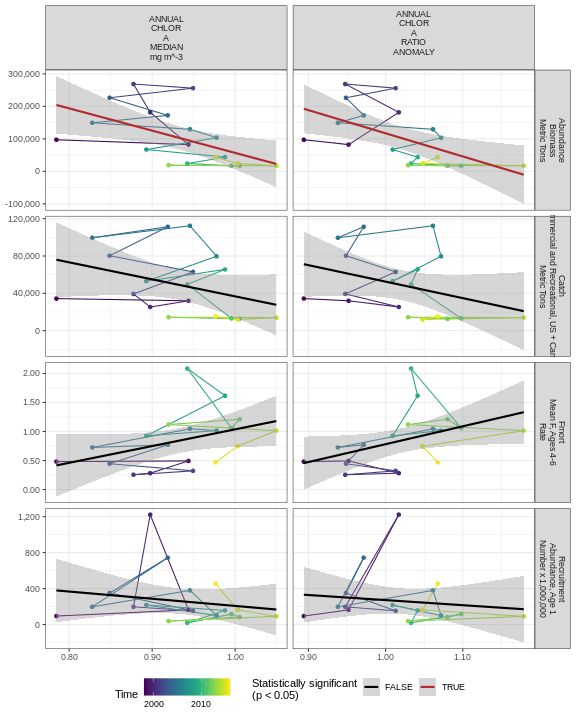 ANNUAL
CHLOR
A
MEDIAN
mg m^-3
ANNUAL
CHLOR
A
RATIO
ANOMALY
300,000
200,000
100,000
0
-100,000
Abundance
Biomass
Metric Tons
120,000
80,000
40,000
0
Catch
mmercial and Recreational, US + Can
Metric Tons
2.00
1.50
1.00
0.50
0.00
Fmort
Mean F, Ages 4-6
Rate
1,200
800
400
0
Recruitment
Abundance, Age 1
Number x 1,000,000
0.80
0.90
1.00
0.90
1.00
1.10
Time
2000
2010
Statistically significant
(p < 0.05)
FALSE
TRUE